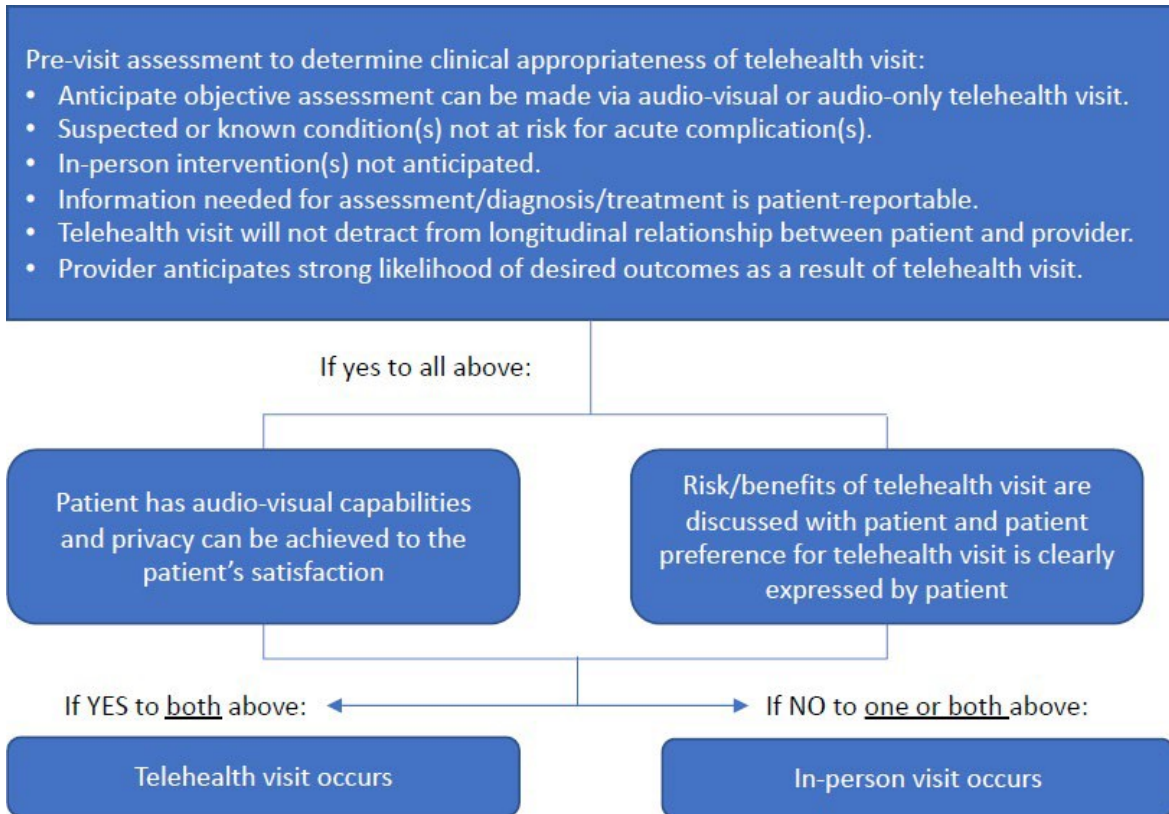 Pre-visit assessment to determine clinical appropriateness of telehealth visit:
• Anticipate objective assessment can be made via audio-visual or audio-only telehealth visit.
• Suspected or known condition(s) not at risk for acute complication(s).
• In-person intervention(s) not anticipated.
• Information needed for assessment/diagnosis/treatment is patient-reportable.
• Telehealth visit will not detract from longitudinal relationship between patient and provider.
• Provider anticipates strong likelihood of desired outcomes as a result of telehealth visit.
If yes to all above:
Patient has audio-visual capabilities
and privacy can be achieved to the
patient's satisfaction
Risk/benefits of telehealth visit are
discussed with patient and patient
preference for telehealth visit is clearly
expressed by patient
If YES to both above:
If NO to one or both above:
Telehealth visit occurs
In-person visit occurs